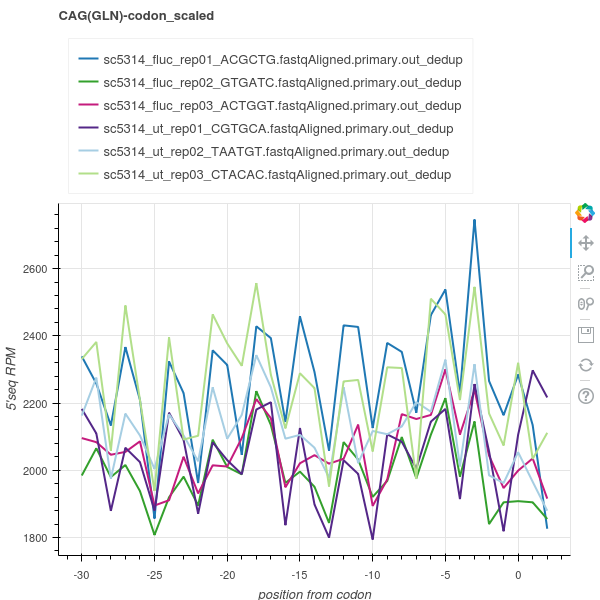 CAG(GLN)-codon_scaled
sc5314_fluc_rep01_ACGCTG.fastqAligned.primary.out_dedup
sc5314_fluc_rep02_GTGATC.fastqAligned.primary.out_dedup
sc5314_fluc_rep03_ACTGGT.fastqAligned.primary.out_dedup
sc5314_ut_rep01_CGTGCA.fastqAligned.primary.out_dedup
sc5314_ut_rep02_TAATGT.fastqAligned.primary.out_dedup
sc5314_ut_rep03_CTACAC.fastqAligned.primary.out_dedup
5'seq RPM
2600
2400
2200
2000
1800
-30 -25 -20 -15 -10 -5 0
position from codon